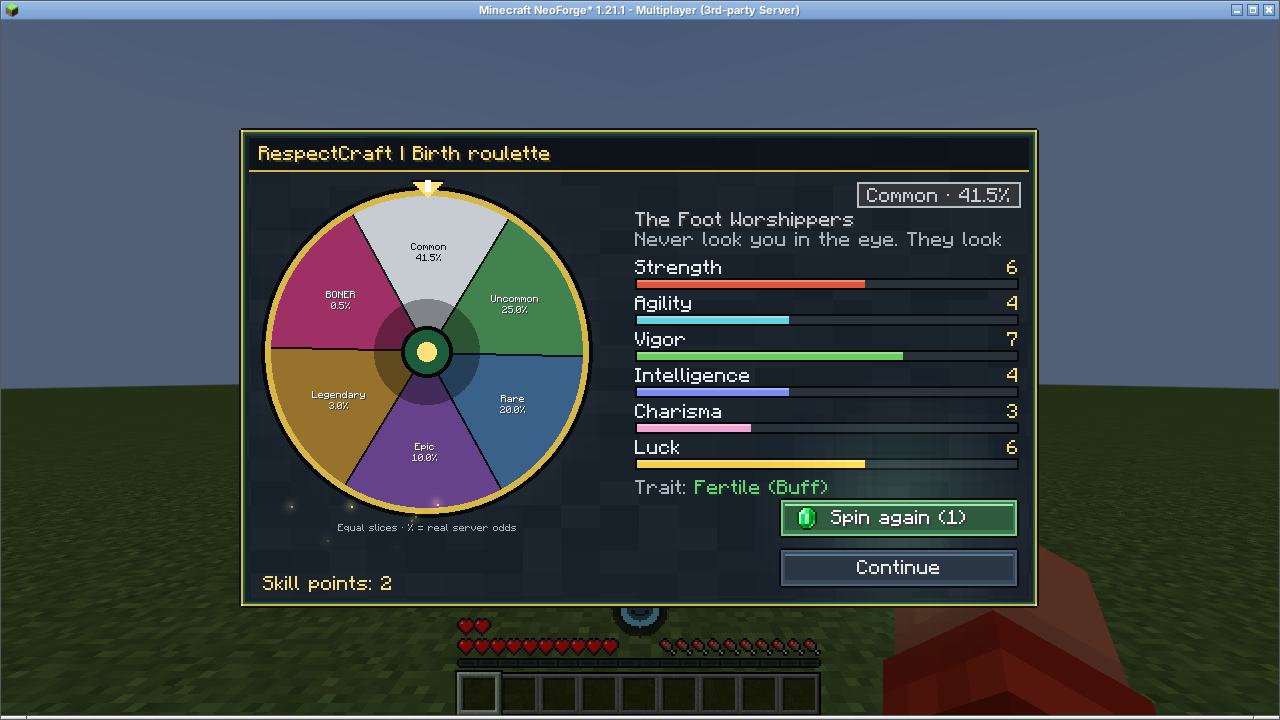 Minecraft NeoForge* 1.21.1 - Multiplayer (3rd-party Server)
RespectCraft | Birth roulette
Common · 41.5%
The Foot Worshippers
Never look you in the eye. They look
Common
41.5%
BONER
0.5%
Uncommon
25.0%
Legendary
3.0%
Rare
20.0%
Epic
10.0%
Equal slices · % = real server odds
Skill points: 2
Strength 6
Agility 4
Vigor 7
Intelligence 4
Charisma 3
Luck 6
Trait: Fertile (Buff)
Spin again (1)
Continue